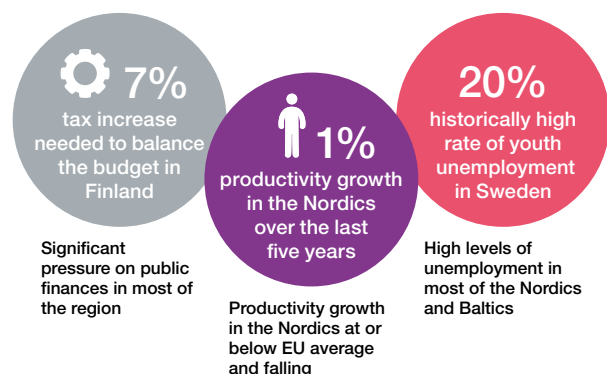 7%
tax increase
needed to balance
the budget in
Finland
Significant
pressure on public
finances in most of
the region
1%
productivity growth
in the Nordics
over the last
five years
Productivity growth
in the Nordics at or
below EU average
and falling
20%
historically high
rate of youth
unemployment
in Sweden
High levels of
unemployment in
most of the Nordics
and Baltics